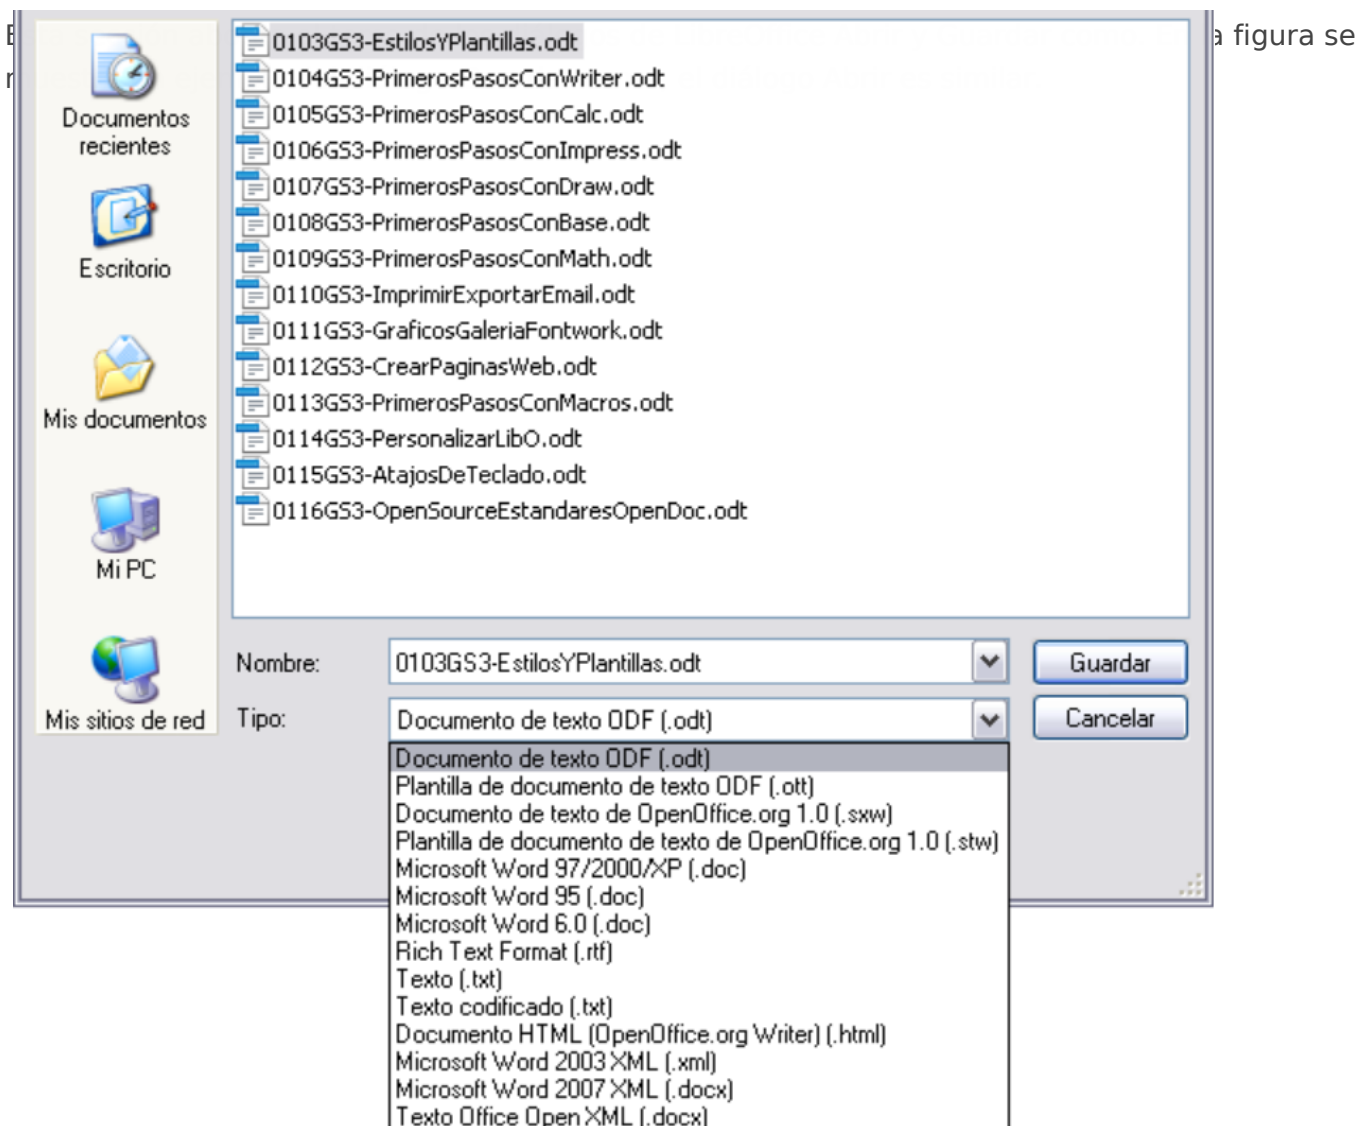 a figura se
Documentos
recientes
Escritorio
Mis documentos
Mi PC
Mis sitios de red
0103GS3-EstilosYPlantillas.odt
0104GS3-PrimerosPasosConWriter.odt
0105GS3-PrimerosPasosConCalc.odt
0106GS3-PrimerosPasosConImpress.odt
0107GS3-PrimerosPasosConDraw.odt
0108GS3-PrimerosPasosConBase.odt
0109GS3-PrimerosPasosConMath.odt
0110GS3-ImprimirExportarEmail.odt
0111GS3-GraficosGaleriaFontwork.odt
0112GS3-CrearPaginasWeb.odt
0113GS3-PrimerosPasosConMacros.odt
0114GS3-PersonalizarLibO.odt
0115GS3-AtajosDeTeclado.odt
0116GS3-OpenSourceEstandaresOpenDoc.odt
Nombre: 0103GS3-EstilosYPlantillas.odt Guardar
Tipo: Documento de texto ODF (.odt) Cancelar
Documento de texto ODF (.odt)
Plantilla de documento de texto ODF (.ott)
Documento de texto de OpenOffice.org 1.0 (.sxw)
Plantilla de documento de texto de OpenOffice.org 1.0 (.stw)
Microsoft Word 97/2000/XP (.doc)
Microsoft Word 95 (.doc)
Microsoft Word 6.0 (.doc)
Rich Text Format (.rtf)
Texto (.txt)
Texto codificado (.txt)
Documento HTML (OpenOffice.org Writer) (.html)
Microsoft Word 2003 XML (.xml)
Microsoft Word 2007 XML (.docx)
Texto Office Open XML (.docx)